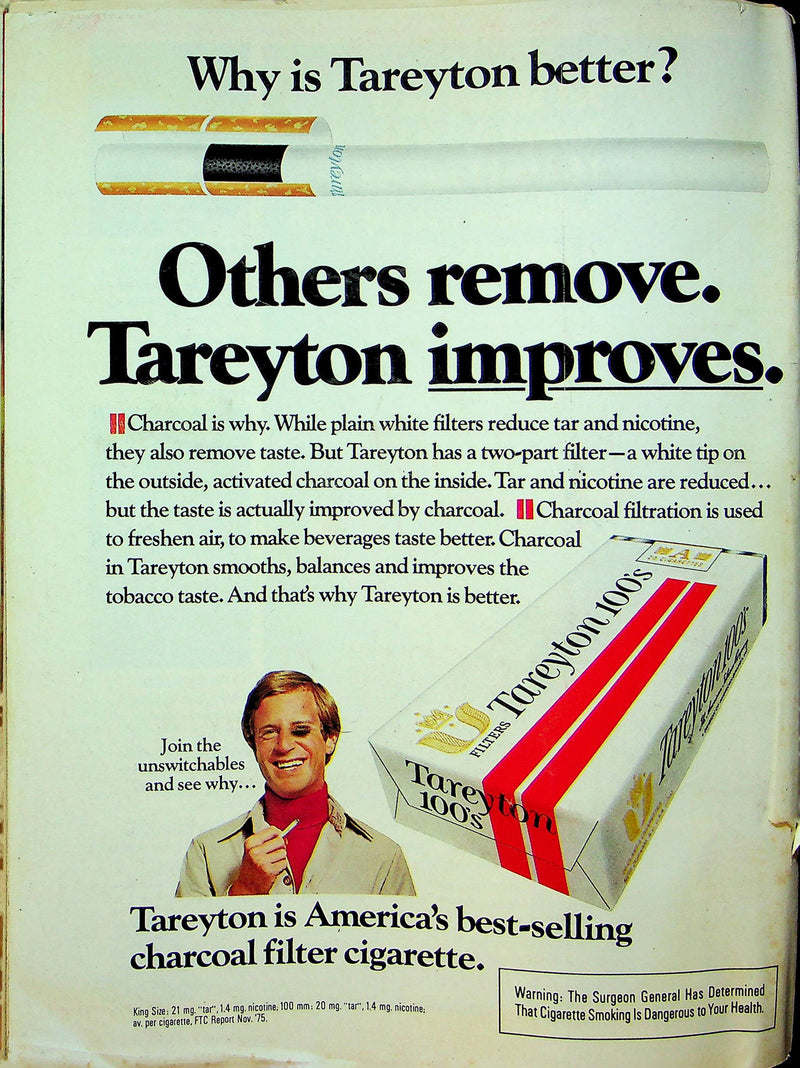 Why is Tareyton better?
Tareyton
Others remove.
Tareyton improves.
Charcoal is why. While plain white filters reduce tar and nicotine,
they also remove taste. But Tareyton has a two-part filter—a white tip on
the outside, activated charcoal on the inside. Tar and nicotine are reduced...
but the taste is actually improved by charcoal. Charcoal filtration is used
to freshen air, to make beverages taste better. Charcoal
in Tareyton smooths, balances and improves the
tobacco taste. And that's why Tareyton is better.
A
20 CIGARETTES
Tareyton 100's
FILTERS
Tareyton
100's
Tareyton 100's
Join the
unswitchables
and see why...
Tareyton is America's best-selling
charcoal filter cigarette.
King Size: 21 mg. "tar", 1.4 mg. nicotine; 100 mm: 20 mg. "tar", 1.4 mg. nicotine;
av. per cigarette, FTC Report Nov. '75.
Warning: The Surgeon General Has Determined
That Cigarette Smoking Is Dangerous to Your Health.